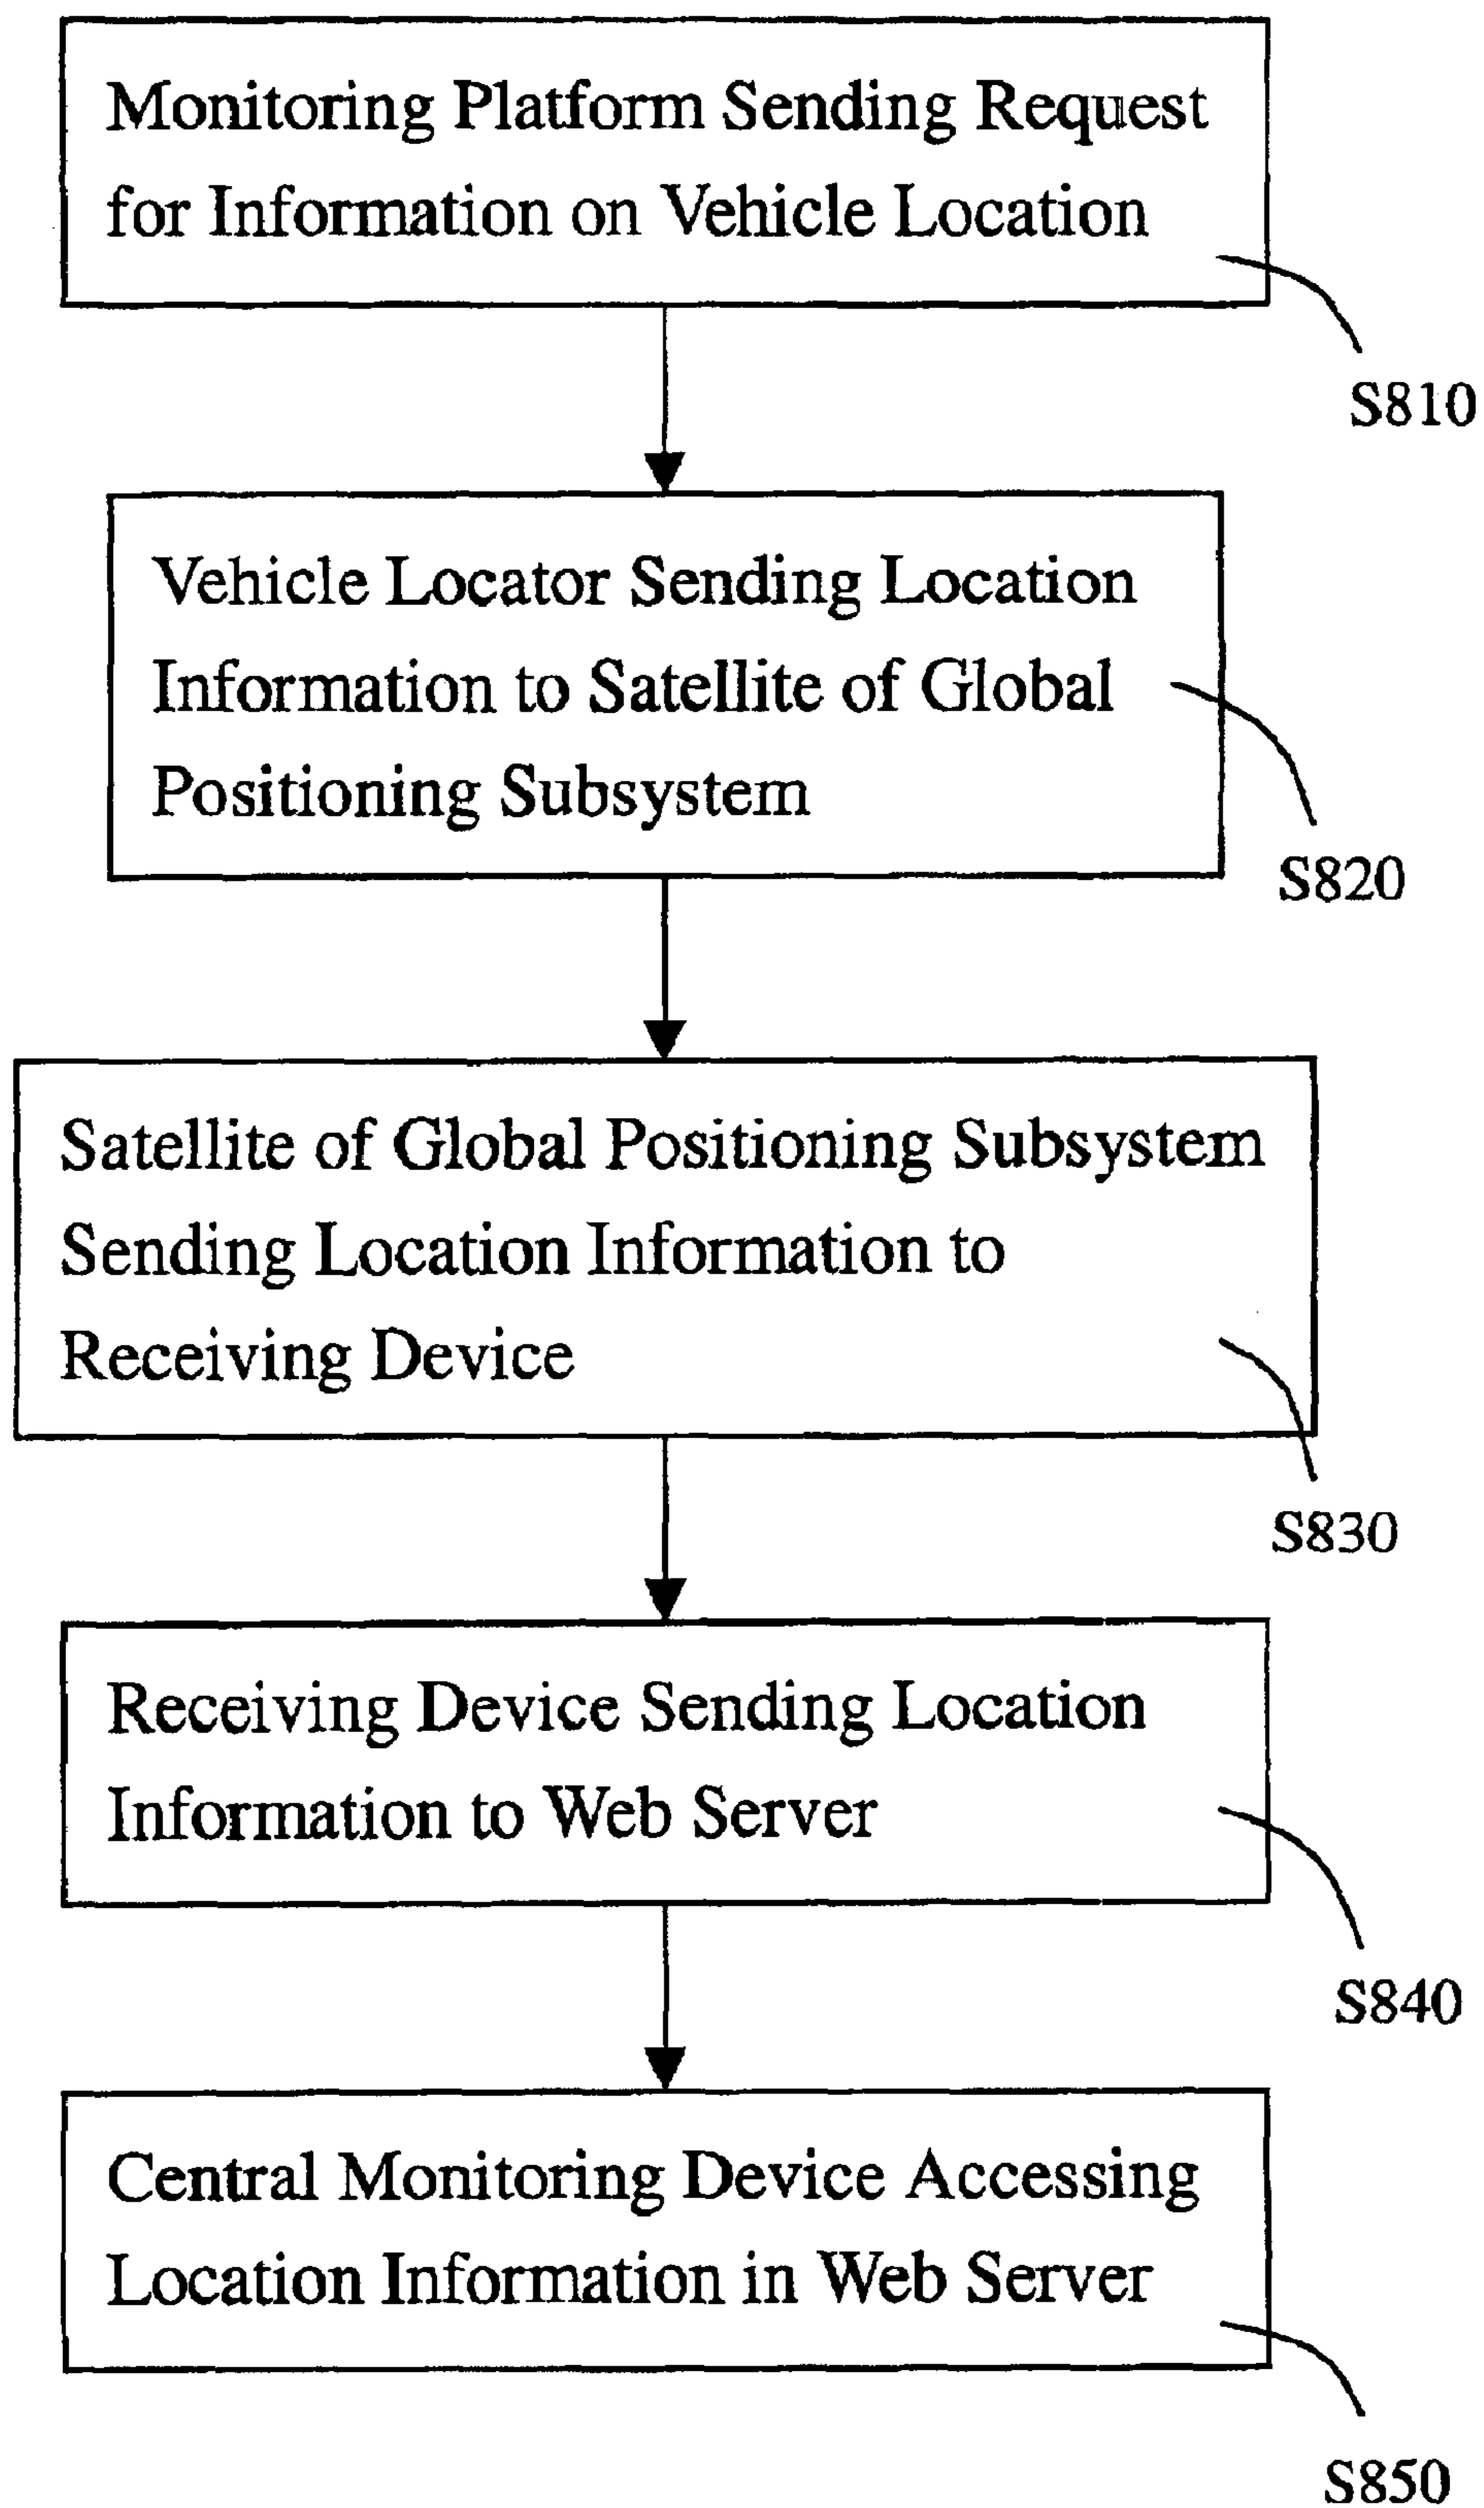 Monitoring Platform Sending Request
for Information on Vehicle Location
S810
Vehicle Locator Sending Location
Information to Satellite of Global
Positioning Subsystem
S820
Satellite of Global Positioning Subsystem
Sending Location Information to
Receiving Device
S830
Receiving Device Sending Location
Information to Web Server
S840
Central Monitoring Device Accessing
Location Information in Web Server
S850